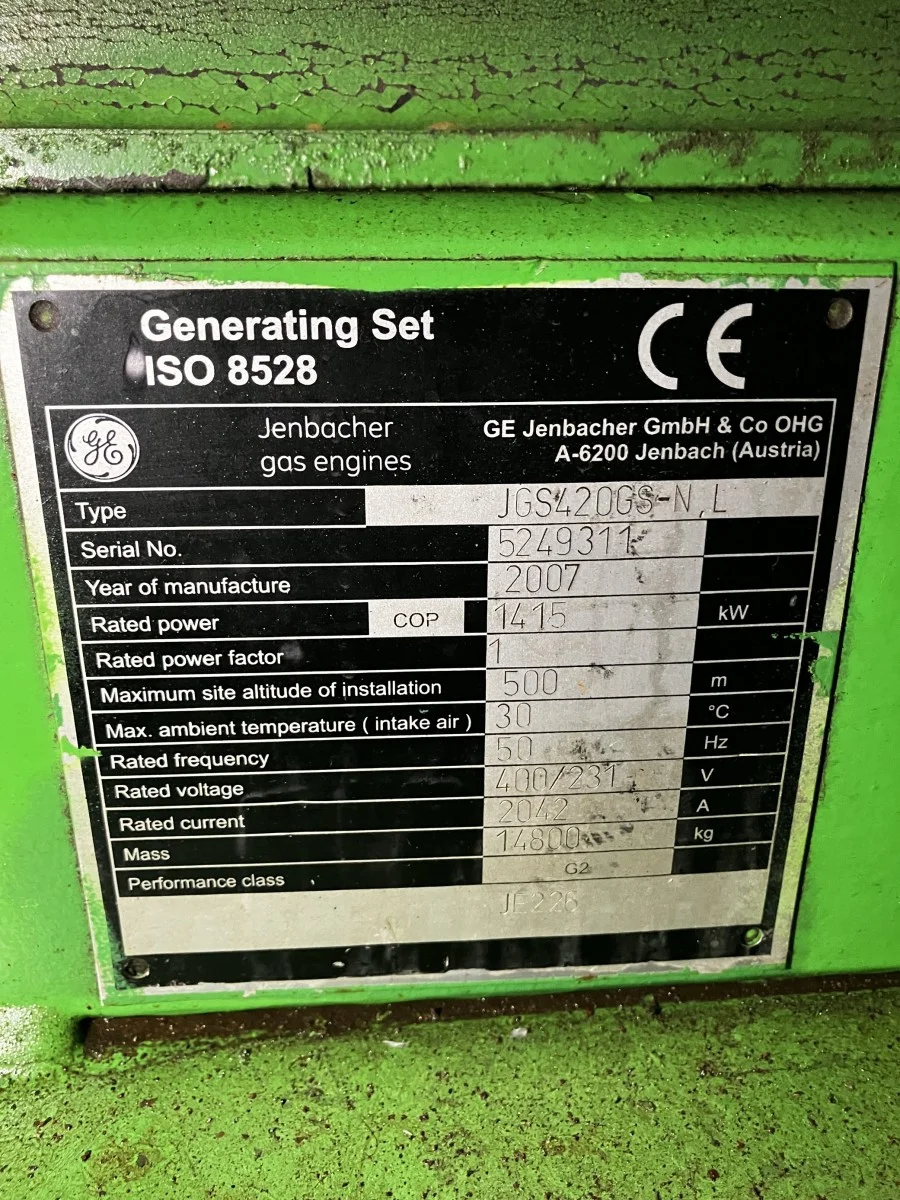 Generating Set
ISO 8528
CE
GE
Jenbacher
gas engines
GE Jenbacher GmbH & Co OHG
A-6200 Jenbach (Austria)
Type JGS420GS-N,L
Serial No. 5249311
Year of manufacture 2007
Rated power COP 1415 kW
Rated power factor 1
Maximum site altitude of installation 500 m
Max. ambient temperature ( intake air ) 30 °C
Rated frequency 50 Hz
Rated voltage 400/231 V
Rated current 2042 A
Mass 14800 kg
Performance class G2
JE226